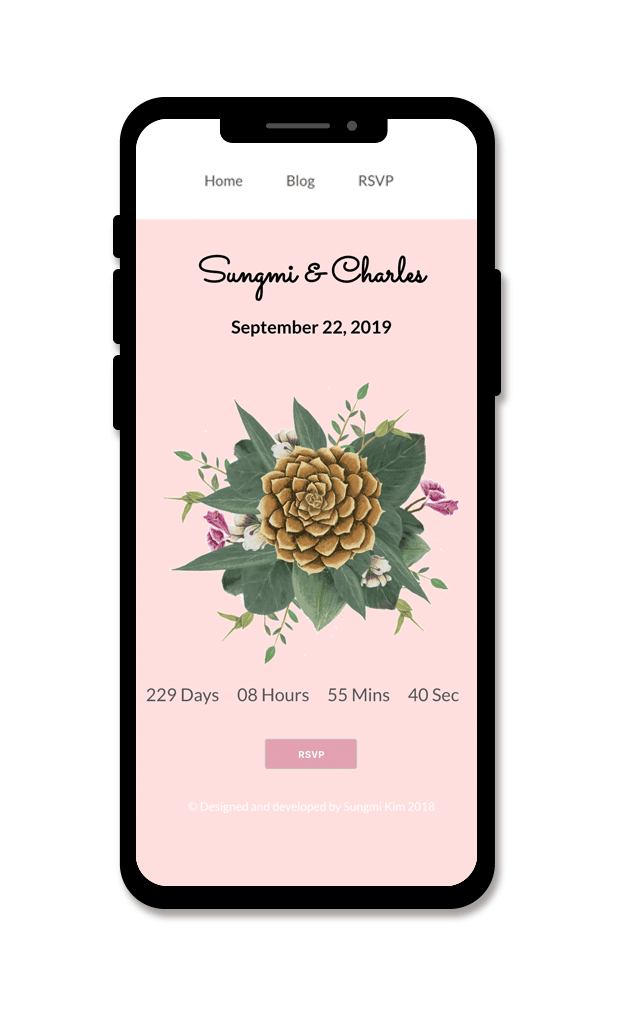 Home Blog RSVP
Sungmi & Charles
September 22, 2019
229 Days 08 Hours 55 Mins 40 Sec
RSVP
© Designed and developed by Sungmi Kim 2018